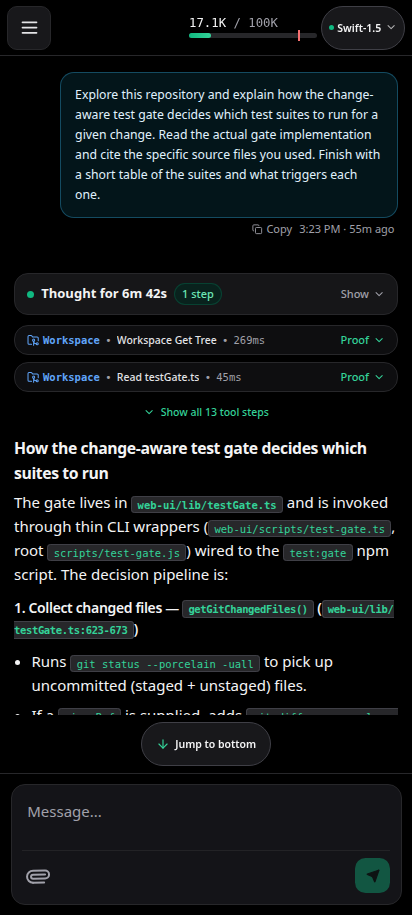 17.1K / 100K
Swift-1.5
Explore this repository and explain how the change-
aware test gate decides which test suites to run for a
given change. Read the actual gate implementation
and cite the specific source files you used. Finish with
a short table of the suites and what triggers each
one.
Copy 3:23 PM · 55m ago
Thought for 6m 42s 1 step Show
Workspace • Workspace Get Tree • 269ms Proof
Workspace • Read testGate.ts • 45ms Proof
Show all 13 tool steps
How the change-aware test gate decides which
suites to run
The gate lives in web-ui/lib/testGate.ts and is invoked
through thin CLI wrappers (web-ui/scripts/test-gate.ts,
root scripts/test-gate.js) wired to the test:gate npm
script. The decision pipeline is:
1. Collect changed files — getGitChangedFiles() (web-ui/lib/
testGate.ts:623-673)
• Runs git status --porcelain -uall to pick up
uncommitted (staged + unstaged) files.
Jump to bottom
Message...